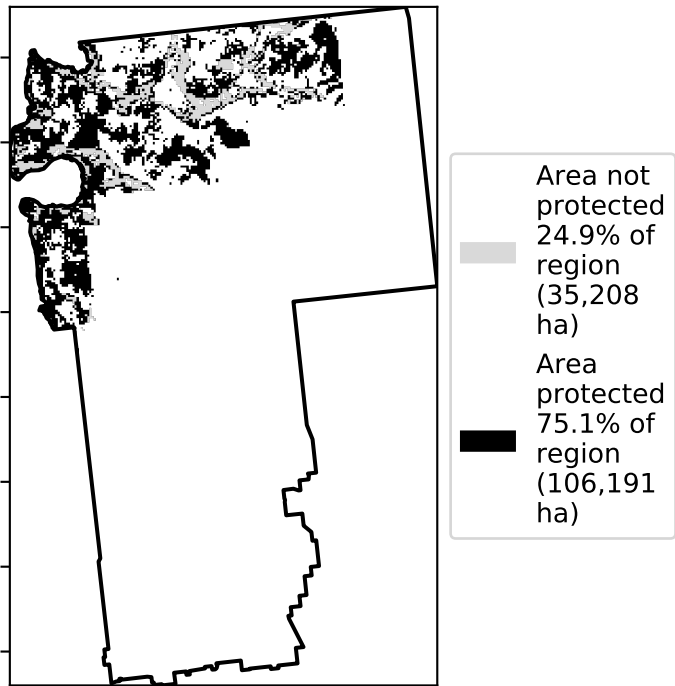 Area not
protected
24.9% of
region
(35,208
ha)
Area
protected
75.1% of
region
(106,191
ha)